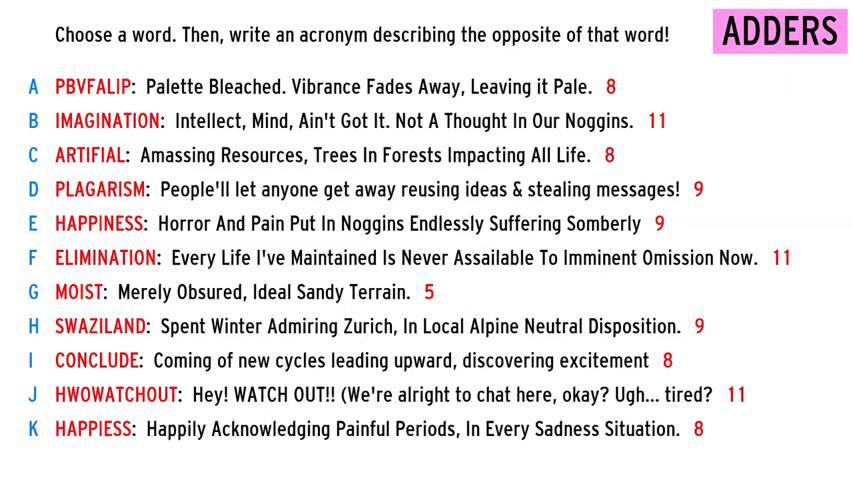 Choose a word. Then, write an acronym describing the opposite of that word!
ADDERS
A PBVFALIP: Palette Bleached. Vibrance Fades Away, Leaving it Pale. 8
B IMAGINATION: Intellect, Mind, Ain't Got It. Not A Thought In Our Noggins. 11
C ARTIFIAL: Amassing Resources, Trees In Forests Impacting All Life. 8
D PLAGARISM: People'll let anyone get away reusing ideas & stealing messages! 9
E HAPPINESS: Horror And Pain Put In Noggins Endlessly Suffering Somberly 9
F ELIMINATION: Every Life I've Maintained Is Never Assailable To Imminent Omission Now. 11
G MOIST: Merely Obsured, Ideal Sandy Terrain. 5
H SWAZILAND: Spent Winter Admiring Zurich, In Local Alpine Neutral Disposition. 9
I CONCLUDE: Coming of new cycles leading upward, discovering excitement 8
J HWOWATCHOUT: Hey! WATCH OUT!! (We're alright to chat here, okay? Ugh... tired? 11
K HAPPIESS: Happily Acknowledging Painful Periods, In Every Sadness Situation. 8